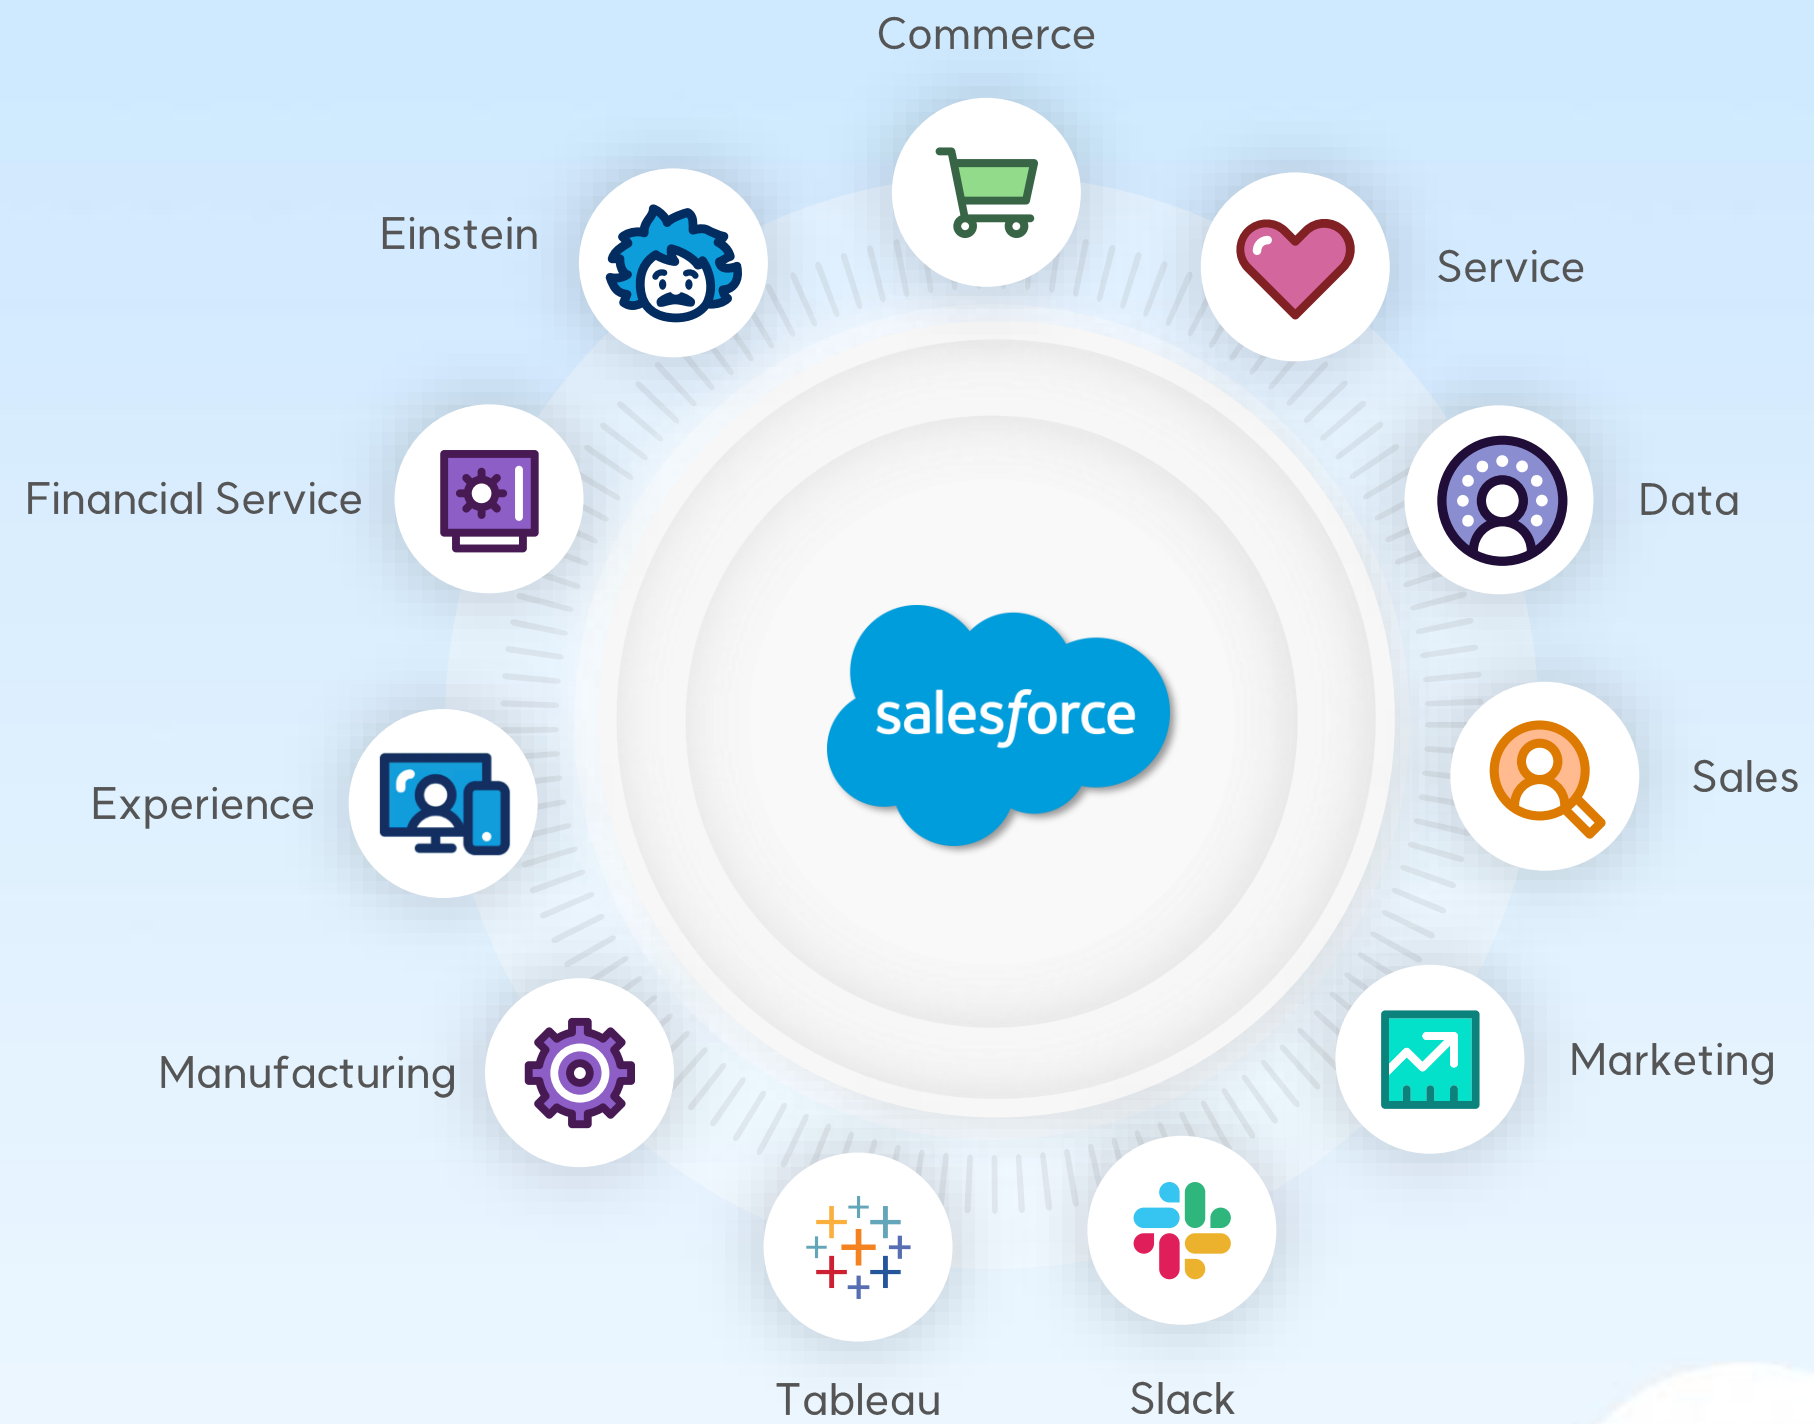 Commerce
Einstein
Service
Financial Service
Data
salesforce
Experience
Sales
Manufacturing
Marketing
Tableau
Slack